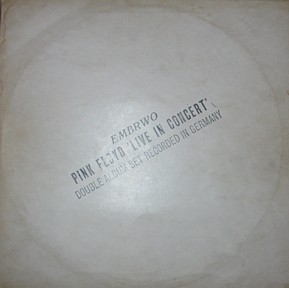 EMBRWO
PINK FLOYD 'LIVE IN CONCERT'
DOUBLE ALBUM SET RECORDED IN GERMANY